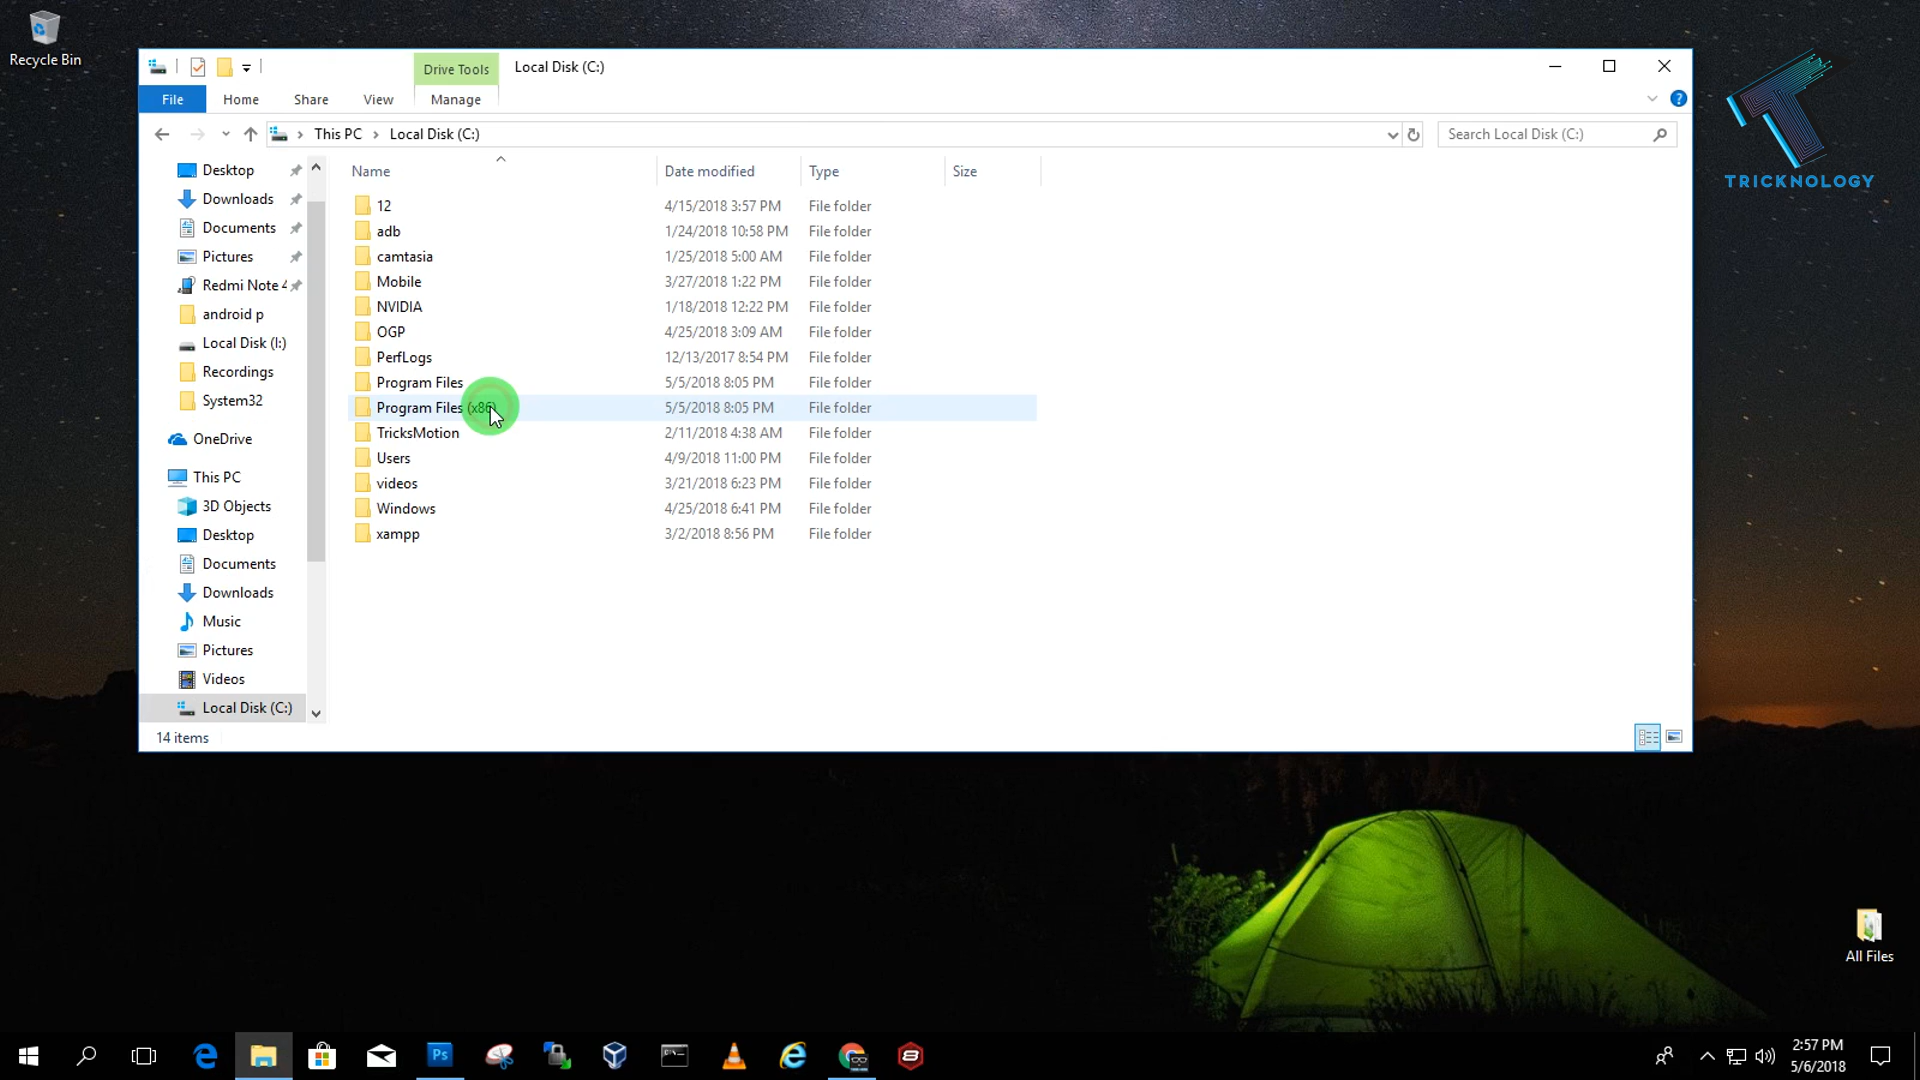 Recycle Bin
Drive Tools
Local Disk (C:)
File
Home
Share
View
Manage
This PC
Local Disk (C:)
Search Local Disk (C:)
TRICKNOLOGY
Name
Date modified
Type
Size
Desktop
Downloads
Documents
Pictures
Redmi Note 4
android p
Local Disk (I:)
Recordings
System32
OneDrive
This PC
3D Objects
Desktop
Documents
Downloads
Music
Pictures
Videos
Local Disk (C:)
12 4/15/2018 3:57 PM File folder
adb 1/24/2018 10:58 PM File folder
camtasia 1/25/2018 5:00 AM File folder
Mobile 3/27/2018 1:22 PM File folder
NVIDIA 1/18/2018 12:22 PM File folder
OGP 4/25/2018 3:09 AM File folder
PerfLogs 12/13/2017 8:54 PM File folder
Program Files 5/5/2018 8:05 PM File folder
Program Files (x86) 5/5/2018 8:05 PM File folder
TricksMotion 2/11/2018 4:38 AM File folder
Users 4/9/2018 11:00 PM File folder
videos 3/21/2018 6:23 PM File folder
Windows 4/25/2018 6:41 PM File folder
xampp 3/2/2018 8:56 PM File folder
14 items
All Files
Ps
2:57 PM
5/6/2018